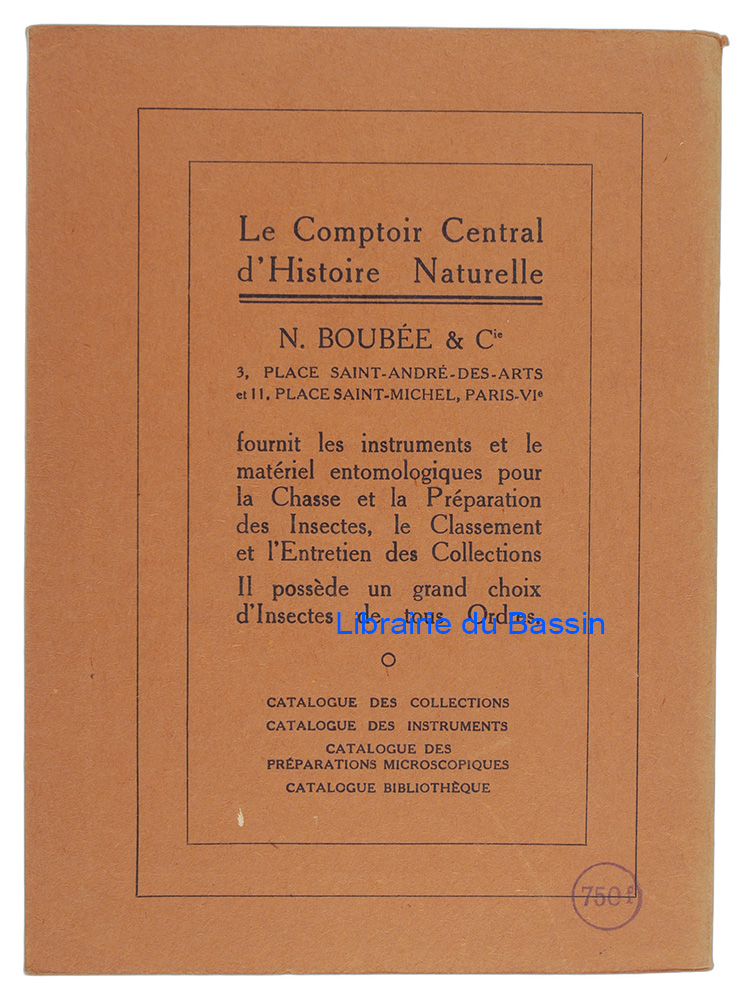 Le Comptoir Central
d'Histoire Naturelle
N. BOUBÉE & Cie
3, PLACE SAINT-ANDRÉ-DES-ARTS
et 11, PLACE SAINT-MICHEL, PARIS-VIe
fournit les instruments et le
matériel entomologiques pour
la Chasse et la Préparation
des Insectes, le Classement
et l'Entretien des Collections
Il possède un grand choix
d'Insectes de tous Ordres.
Librairie du Bassin
CATALOGUE DES COLLECTIONS
CATALOGUE DES INSTRUMENTS
CATALOGUE DES
PRÉPARATIONS MICROSCOPIQUES
CATALOGUE BIBLIOTHÈQUE
750 f